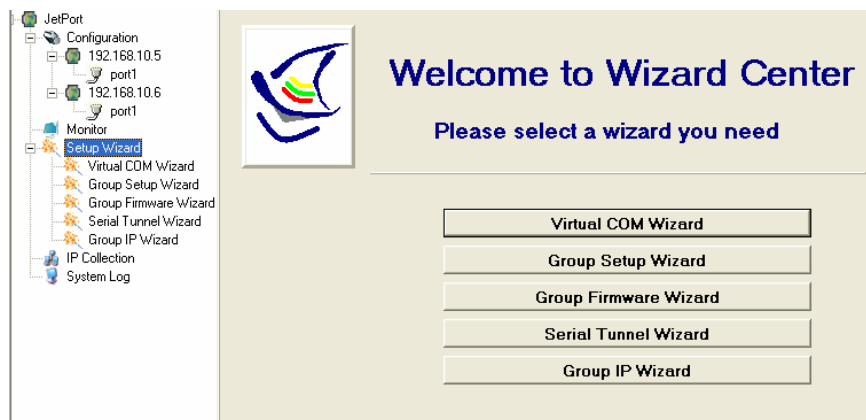 JetPort
Configuration
192.168.10.5
port1
192.168.10.6
port1
Monitor
Setup Wizard
Virtual COM Wizard
Group Setup Wizard
Group Firmware Wizard
Serial Tunnel Wizard
Group IP Wizard
IP Collection
System Log
Welcome to Wizard Center
Please select a wizard you need
Virtual COM Wizard
Group Setup Wizard
Group Firmware Wizard
Serial Tunnel Wizard
Group IP Wizard